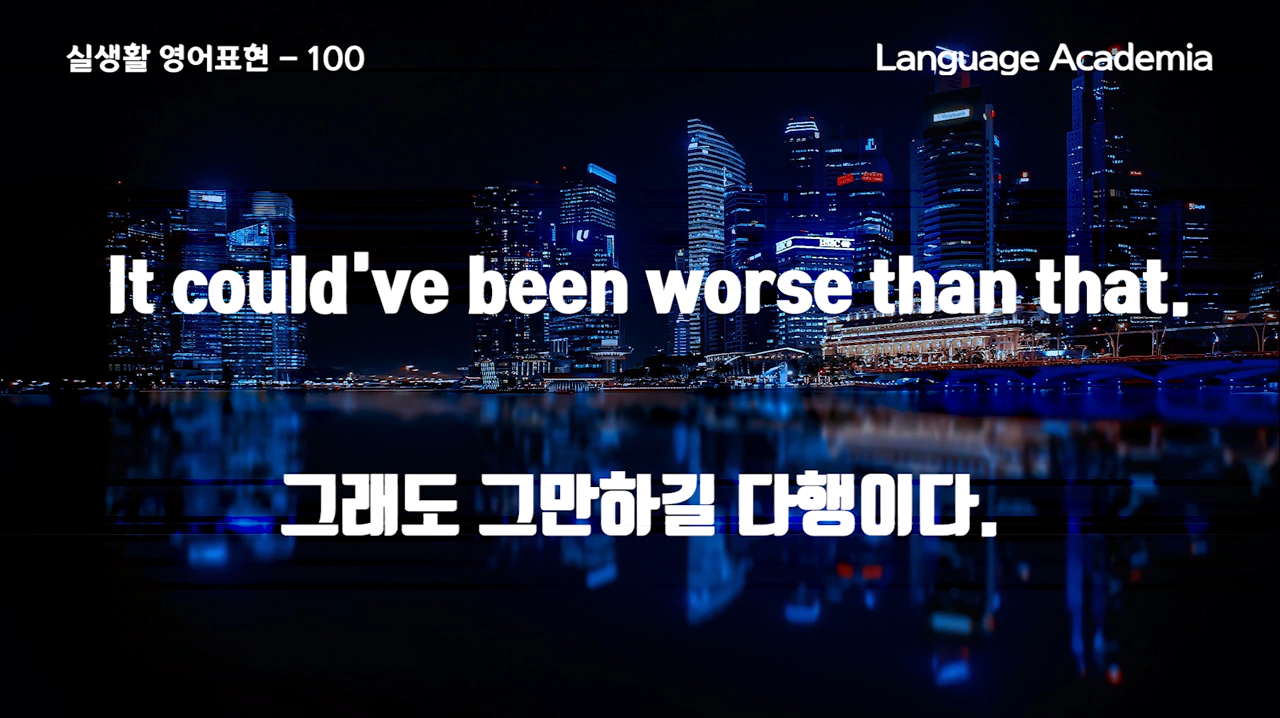 실생활 영어표현 – 100
Language Academia
It could've been worse than that.
그래도 그만하길 다행이다.